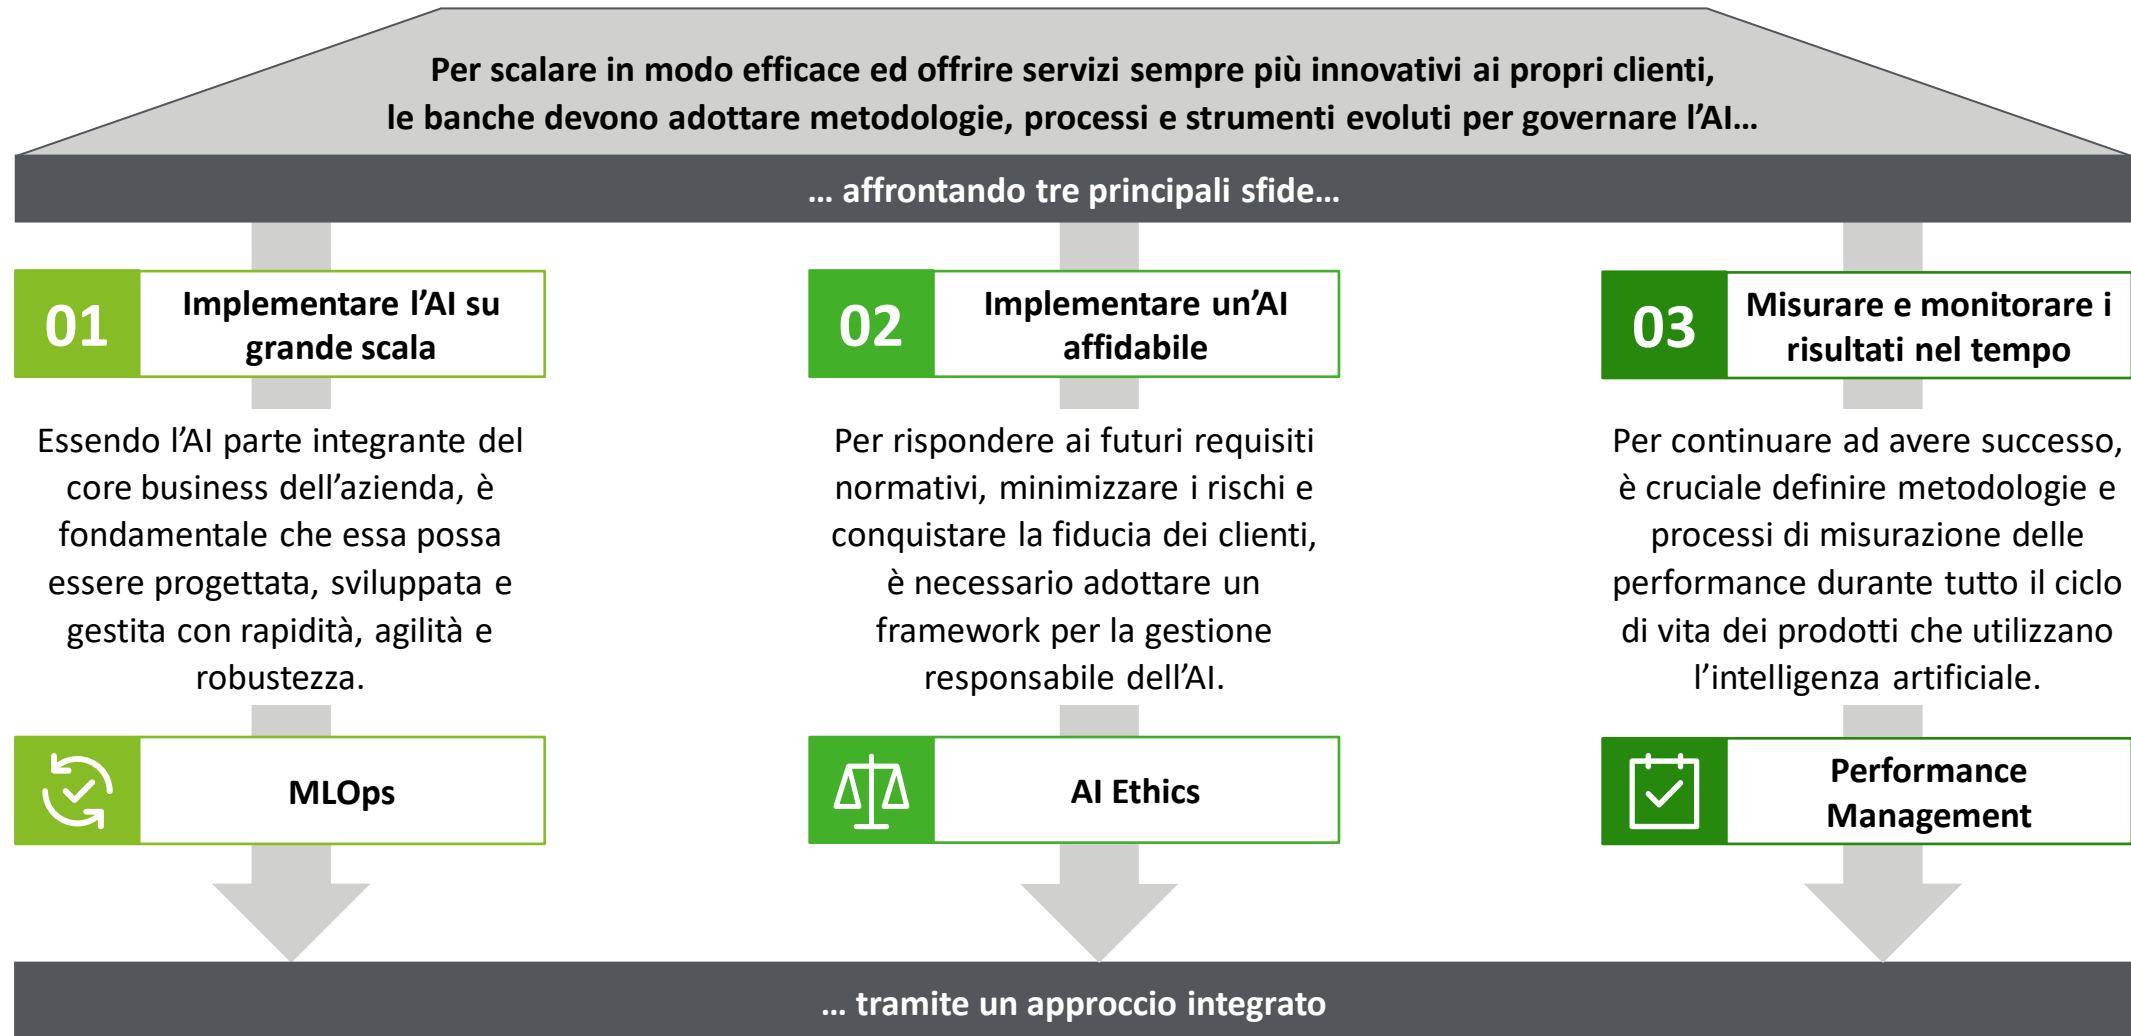 Per scalare in modo efficace ed offrire servizi sempre più innovativi ai propri clienti,
le banche devono adottare metodologie, processi e strumenti evoluti per governare l’AI…
… affrontando tre principali sfide…
01
Implementare l’AI su
grande scala
Essendo l’AI parte integrante del
core business dell’azienda, è
fondamentale che essa possa
essere progettata, sviluppata e
gestita con rapidità, agilità e
robustezza.
MLOps
02
Implementare un’AI
affidabile
Per rispondere ai futuri requisiti
normativi, minimizzare i rischi e
conquistare la fiducia dei clienti,
è necessario adottare un
framework per la gestione
responsabile dell’AI.
AI Ethics
03
Misurare e monitorare i
risultati nel tempo
Per continuare ad avere successo,
è cruciale definire metodologie e
processi di misurazione delle
performance durante tutto il ciclo
di vita dei prodotti che utilizzano
l’intelligenza artificiale.
Performance
Management
… tramite un approccio integrato